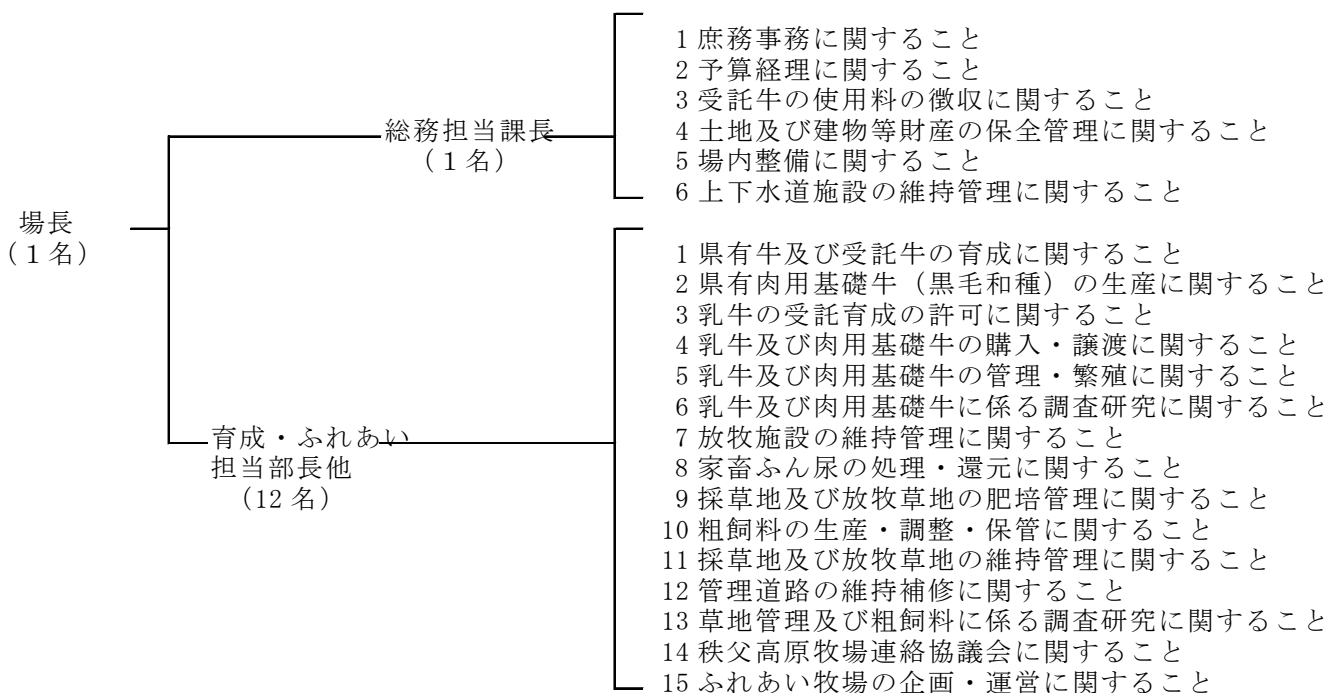 場長
(1名)
総務担当課長
(1名)
1 庶務事務に関すること
2 予算経理に関すること
3 受託牛の使用料の徴収に関すること
4 土地及び建物等財産の保全管理に関すること
5 場内整備に関すること
6 上下水道施設の維持管理に関すること
育成・ふれあい
担当部長他
(12名)
1 県有牛及び受託牛の育成に関すること
2 県有肉用基礎牛（黒毛和種）の生産に関すること
3 乳牛の受託育成の許可に関すること
4 乳牛及び肉用基礎牛の購入・譲渡に関すること
5 乳牛及び肉用基礎牛の管理・繁殖に関すること
6 乳牛及び肉用基礎牛に係る調査研究に関すること
7 放牧施設の維持管理に関すること
8 家畜ふん尿の処理・還元に関すること
9 採草地及び放牧草地の肥培管理に関すること
10 粗飼料の生産・調整・保管に関すること
11 採草地及び放牧草地の維持管理に関すること
12 管理道路の維持補修に関すること
13 草地管理及び粗飼料に係る調査研究に関すること
14 秩父高原牧場連絡協議会に関すること
15 ふれあい牧場の企画・運営に関すること